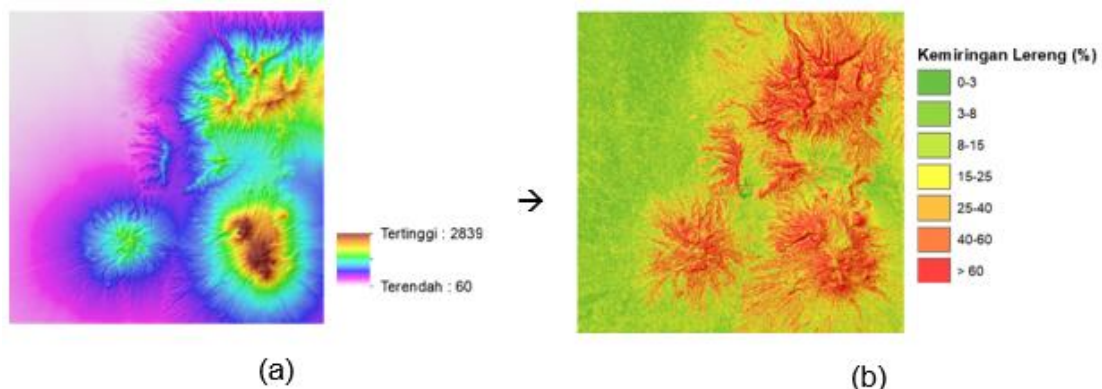 Tertinggi : 2839
Terendah : 60
(a)
→
Kemiringan Lereng (%)
0-3
3-8
8-15
15-25
25-40
40-60
> 60
(b)